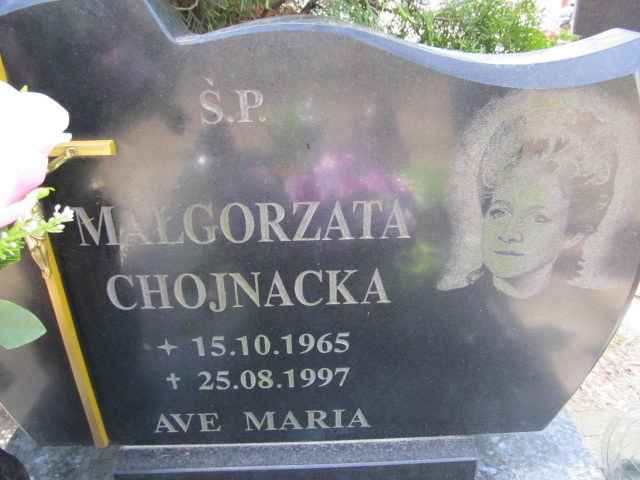 Ś.P.
MAŁGORZATA
CHOJNACKA
✦ 15.10.1965
✝ 25.08.1997
AVE MARIA